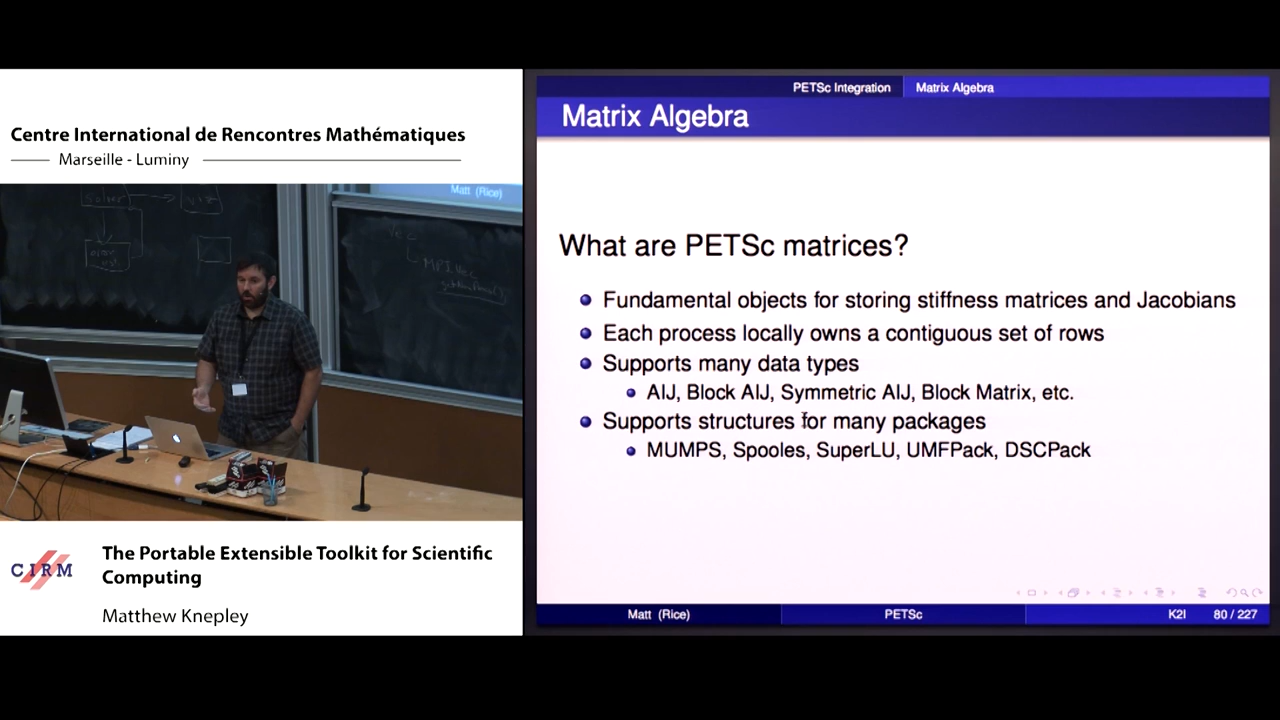 Centre International de Rencontres Mathématiques
Marseille - Luminy
Matt (Rice)
Vec
MPIVec
CIRM
The Portable Extensible Toolkit for Scientific
Computing
Matthew Knepley
PETSc Integration
Matrix Algebra
Matrix Algebra
What are PETSc matrices?
Fundamental objects for storing stiffness matrices and Jacobians
Each process locally owns a contiguous set of rows
Supports many data types
AIJ, Block AIJ, Symmetric AIJ, Block Matrix, etc.
Supports structures for many packages
MUMPS, Spooles, SuperLU, UMFPack, DSCPack
Matt (Rice)
PETSc
K2I
80 / 227